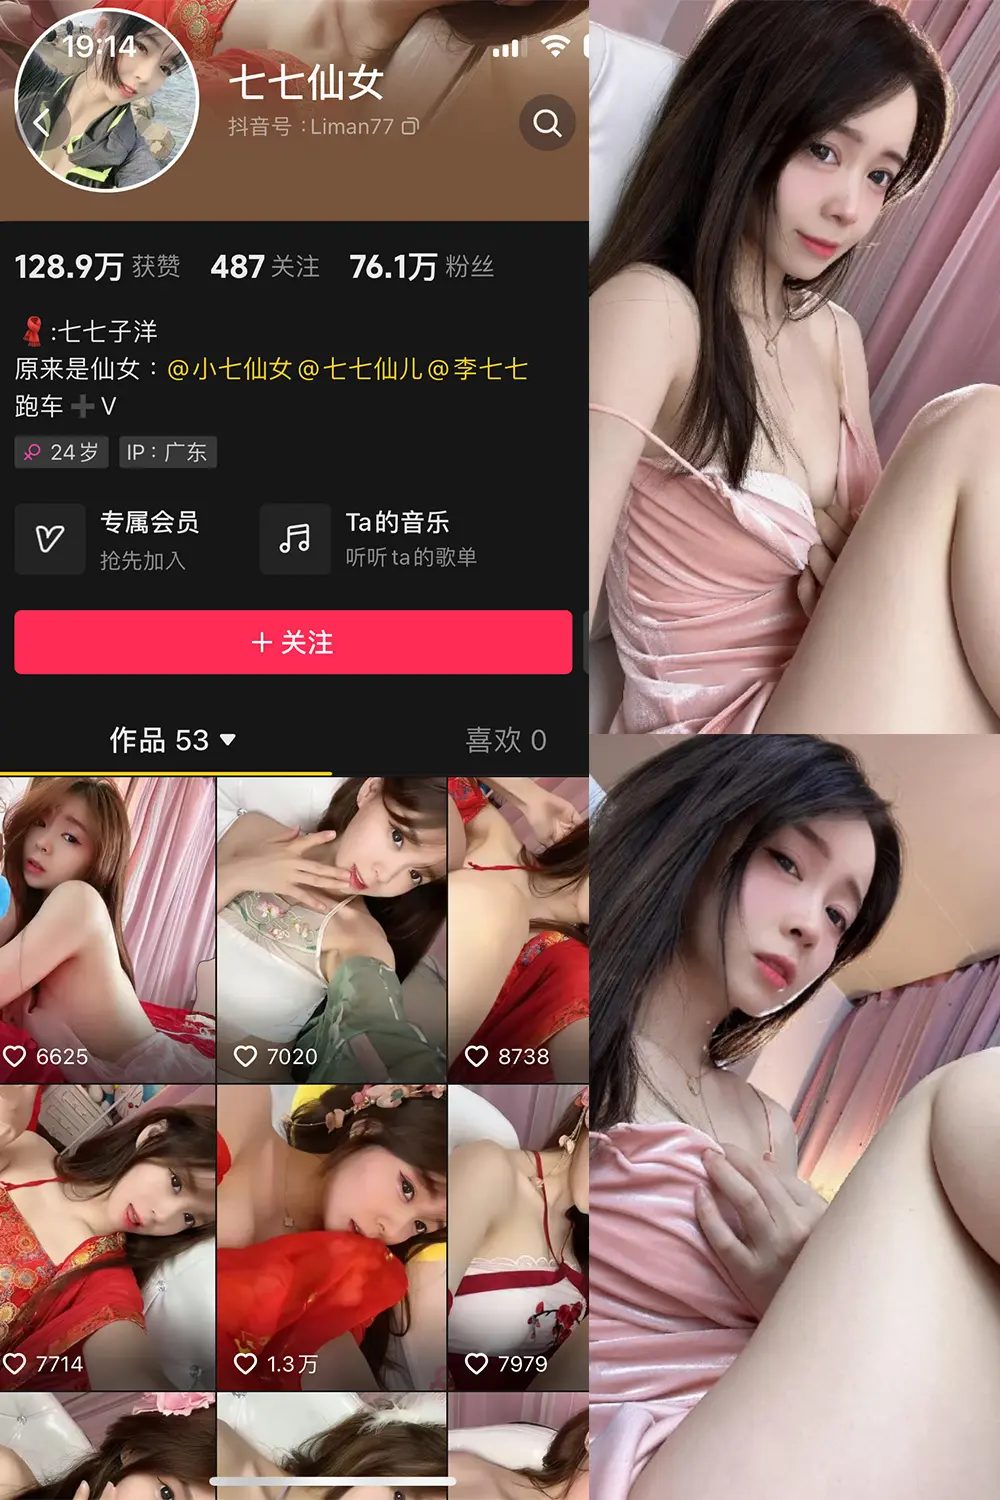 19:14
七七仙女
抖音号：Liman77
128.9万 获赞 487 关注 76.1万 粉丝
:七七子洋
原来是仙女：@小七仙女@七七仙儿@李七七
跑车➕V
24岁 IP：广东
专属会员 Ta的音乐
抢先加入 听听ta的歌单
+ 关注
作品 53 喜欢 0
6625 7020 8738
7714 1.3万 7979